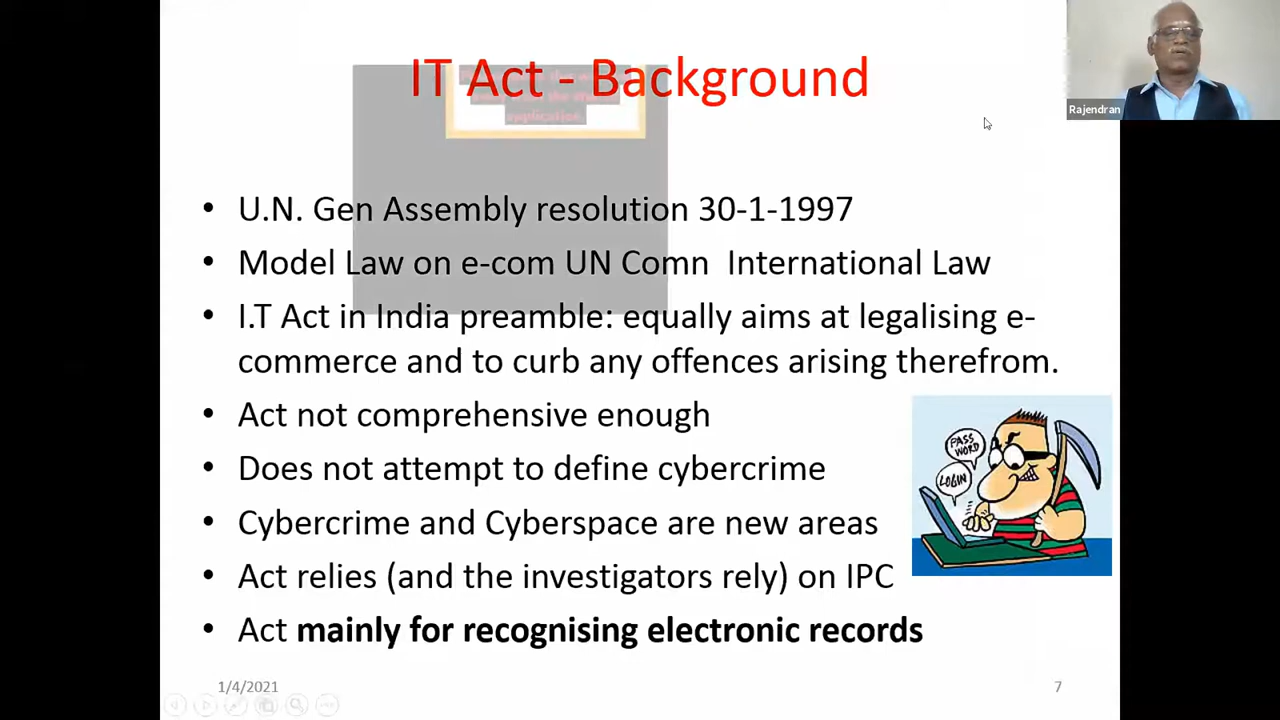 IT Act - Background
Rajendran
• U.N. Gen Assembly resolution 30-1-1997
• Model Law on e-com UN Comn International Law
• I.T Act in India preamble: equally aims at legalising e-
commerce and to curb any offences arising therefrom.
• Act not comprehensive enough
PASS
WORD
LOGIN
• Does not attempt to define cybercrime
• Cybercrime and Cyberspace are new areas
• Act relies (and the investigators rely) on IPC
• Act mainly for recognising electronic records
1/4/2021
7